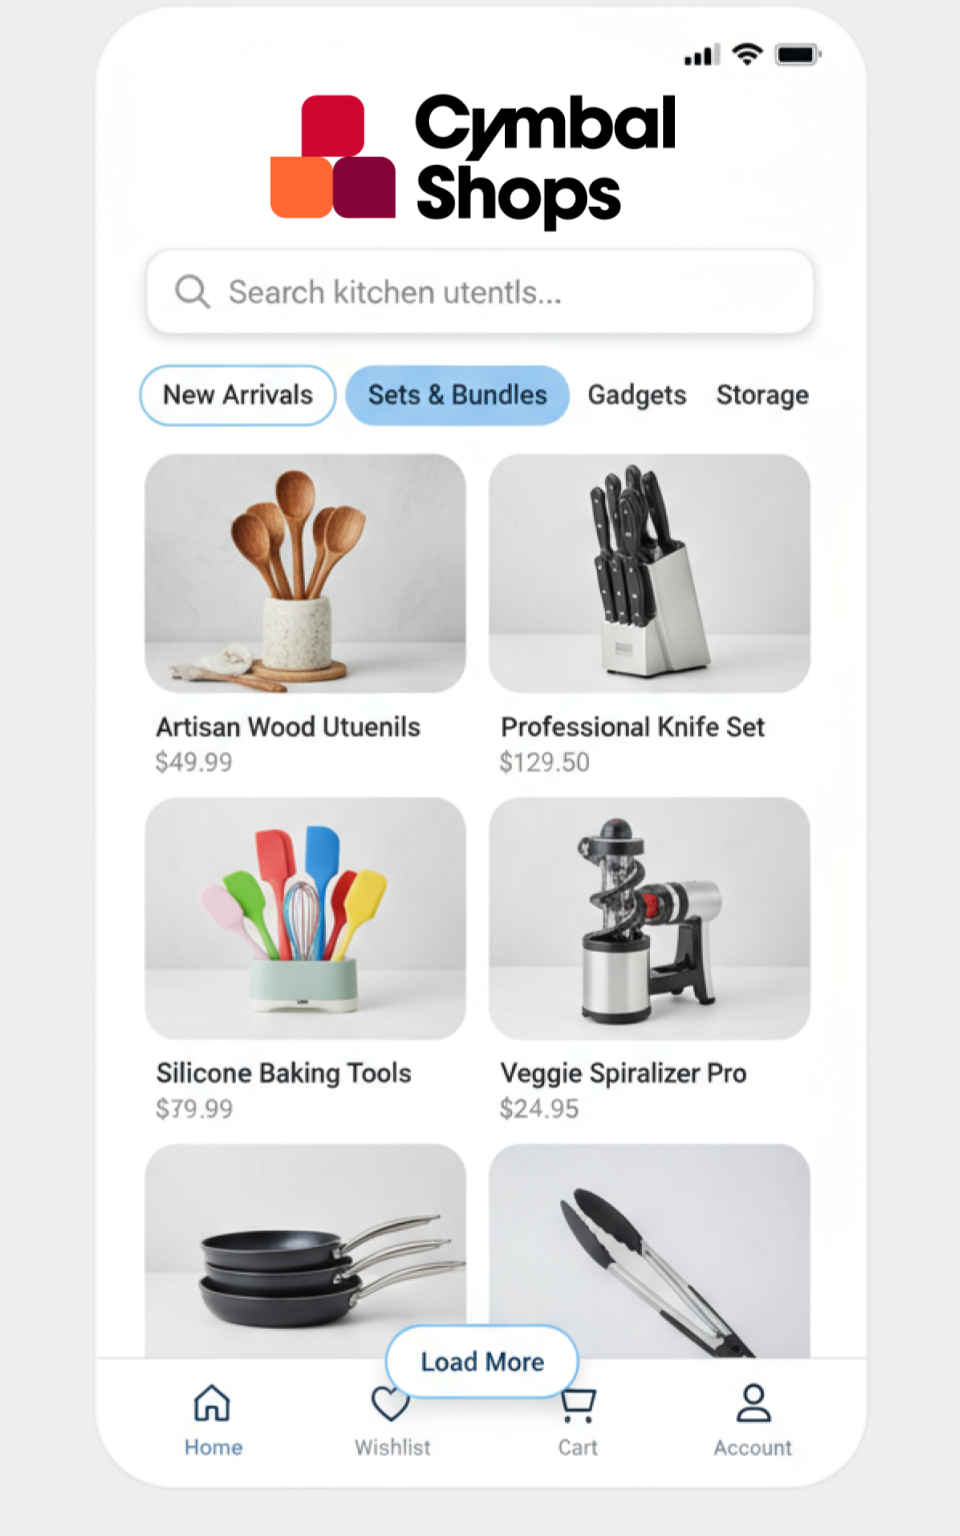 Cymbal
Shops
Search kitchen utentls...
New Arrivals Sets & Bundles Gadgets Storage
Artisan Wood Utuenils Professional Knife Set
$49.99 $129.50
Silicone Baking Tools Veggie Spiralizer Pro
$79.99 $24.95
Load More
Home Wishlist Cart Account